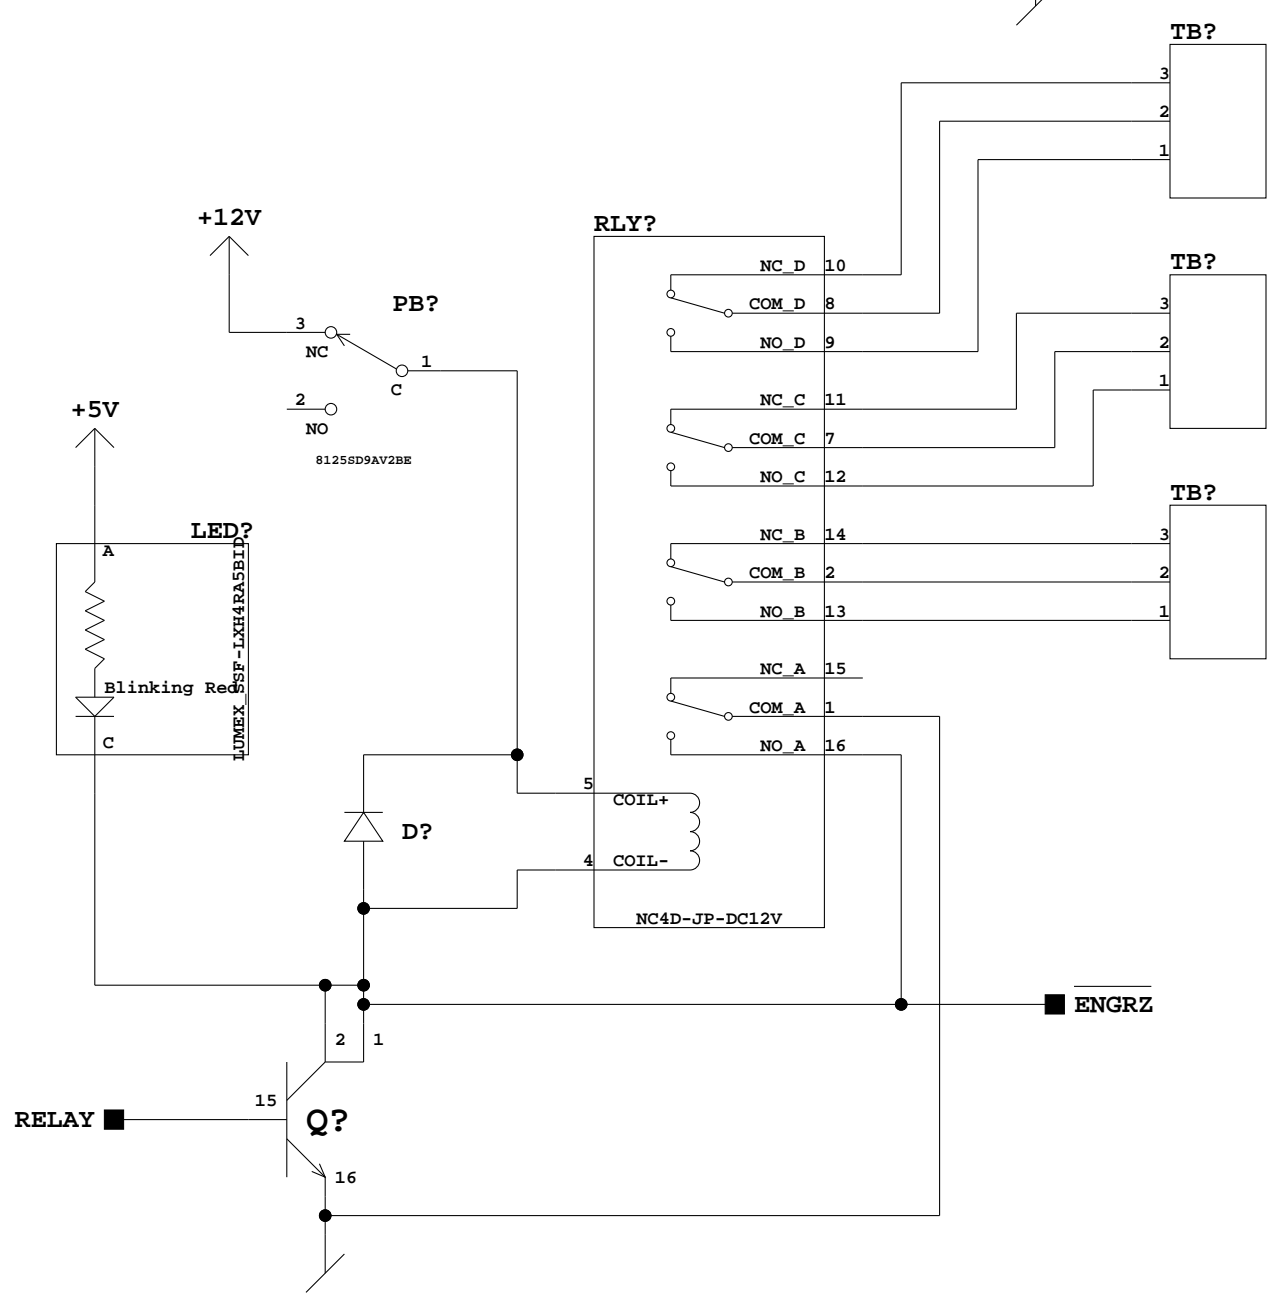 TB?
3
2
1
+12V
RLY?
NC_D 10
COM_D 8
NO_D 9
TB?
3
2
1
PB?
3
NC
1
C
2
NO
8125SD9AV2BE
+5V
NC_C 11
COM_C 7
NO_C 12
TB?
3
2
1
LED?
A
LUMEX_SSF-LXH4RA5BID
Blinking Red
C
NC_B 14
COM_B 2
NO_B 13
NC_A 15
COM_A 1
NO_A 16
5 COIL+
4 COIL-
D?
NC4D-JP-DC12V
ENGRZ
2 1
15
RELAY
Q?
16